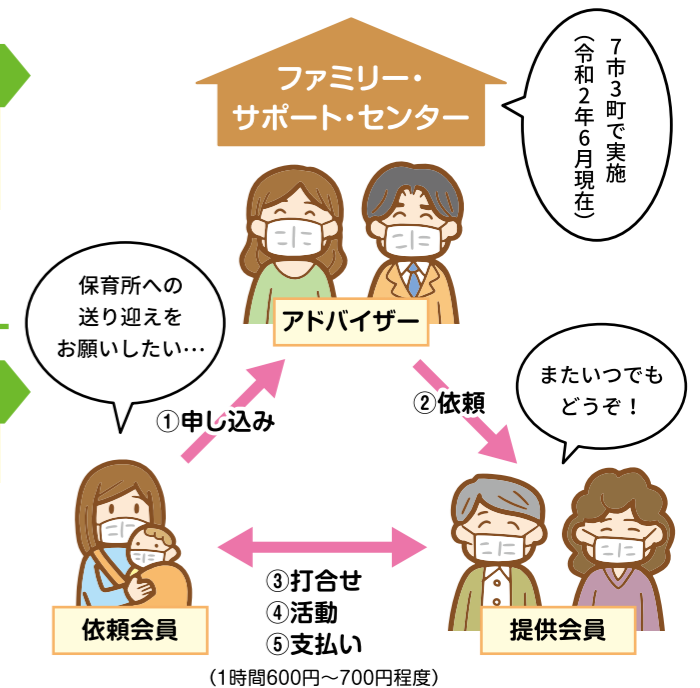 ファミリー・
サポート・センター
7市3町で実施
（令和2年6月現在）
アドバイザー
保育所への
送り迎えを
お願いしたい…
①申し込み
②依頼
またいつでも
どうぞ！
③打合せ
④活動
⑤支払い
（1時間600円～700円程度）
依頼会員
提供会員